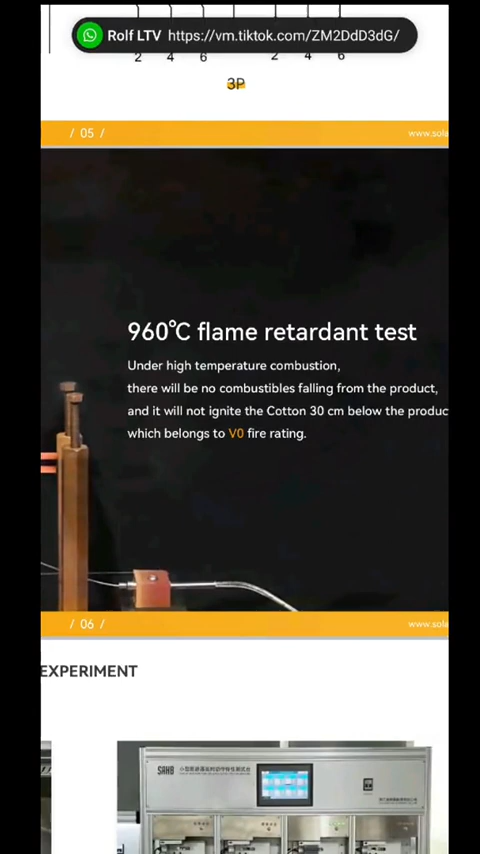 Rolf LTV https://vm.tiktok.com/ZM2DdD3dG/
2 4 6 2 4 6
3P
/ 05 / www.sola
960℃ flame retardant test
Under high temperature combustion,
there will be no combustibles falling from the product,
and it will not ignite the Cotton 30 cm below the produc
which belongs to V0 fire rating.
/ 06 / www.sola
EXPERIMENT